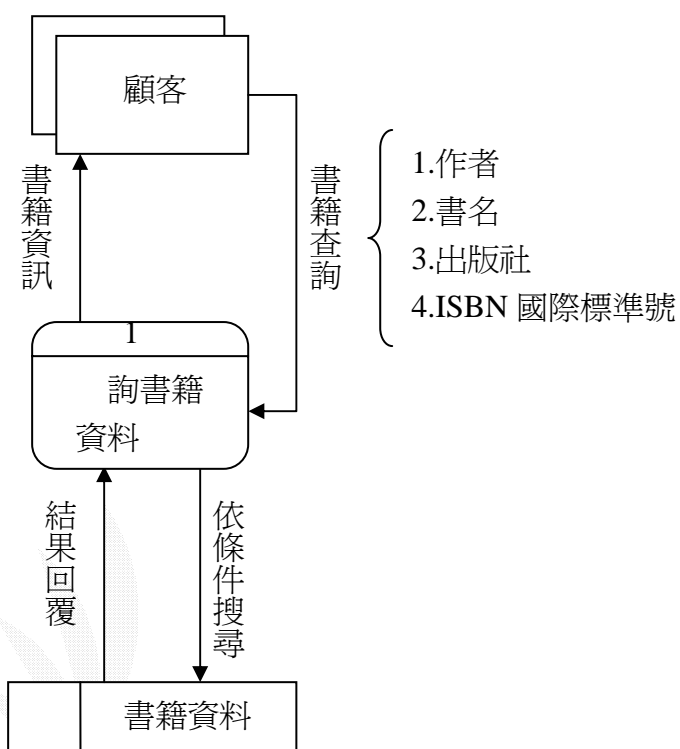 顧客
書籍資訊
書籍查詢
1.作者
2.書名
3.出版社
4.ISBN 國際標準號
1
詢書籍
資料
結果回覆
依條件搜尋
書籍資料